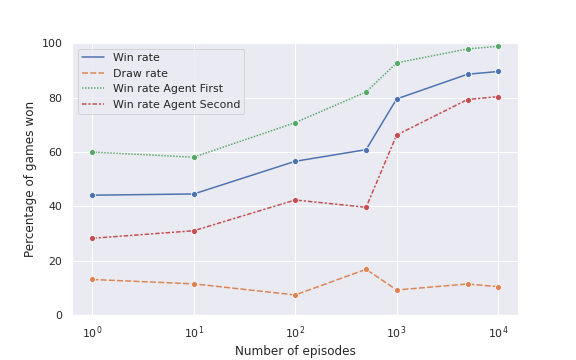 Percentage of games won
100
80
60
40
20
0
Win rate
Draw rate
Win rate Agent First
Win rate Agent Second
10⁰ 10¹ 10² 10³ 10⁴
Number of episodes